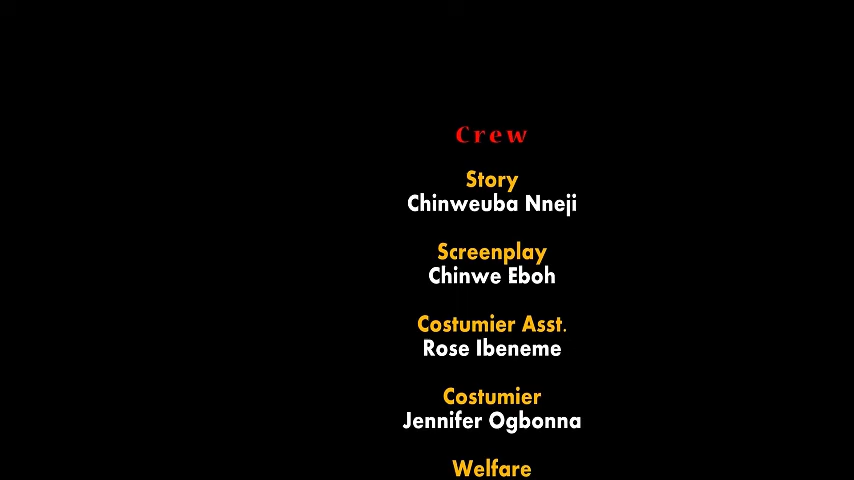 Crew
Story
Chinweuba Nneji
Screenplay
Chinwe Eboh
Costumier Asst.
Rose Ibeneme
Costumier
Jennifer Ogbonna
Welfare